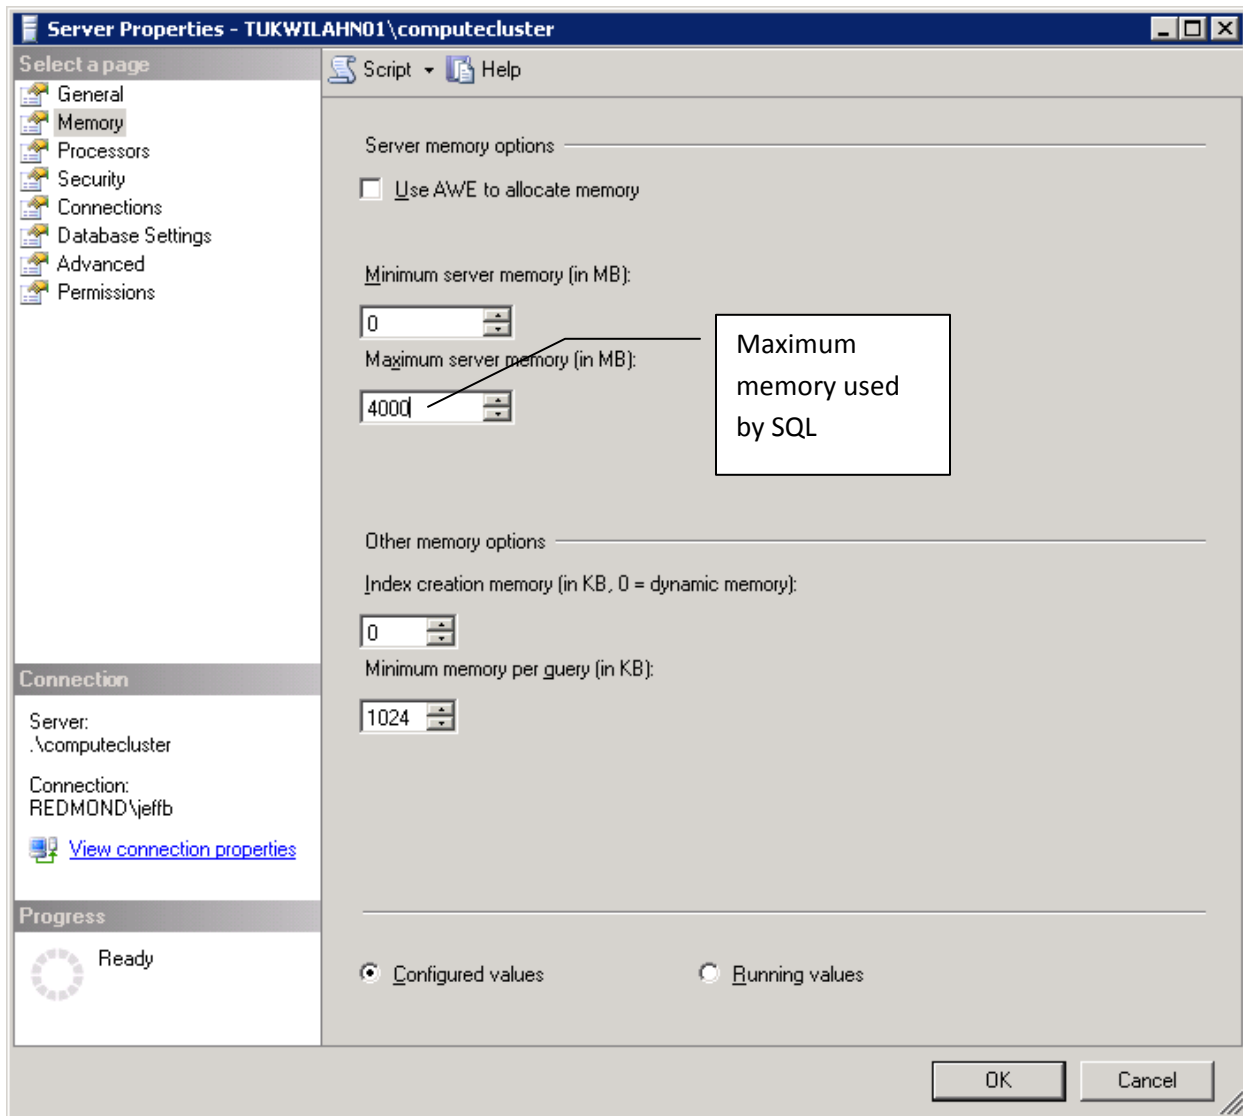 Server Properties - TUKWILAHN01\computecluster
Select a page
General
Memory
Processors
Security
Connections
Database Settings
Advanced
Permissions
Script
Help
Server memory options
Use AWE to allocate memory
Minimum server memory (in MB):
0
Maximum server memory (in MB):
4000
Maximum
memory used
by SQL
Other memory options
Index creation memory (in KB, 0 = dynamic memory):
0
Minimum memory per query (in KB):
1024
Connection
Server:
.\computecluster
Connection:
REDMOND\jeffb
View connection properties
Progress
Ready
Configured values
Running values
OK
Cancel